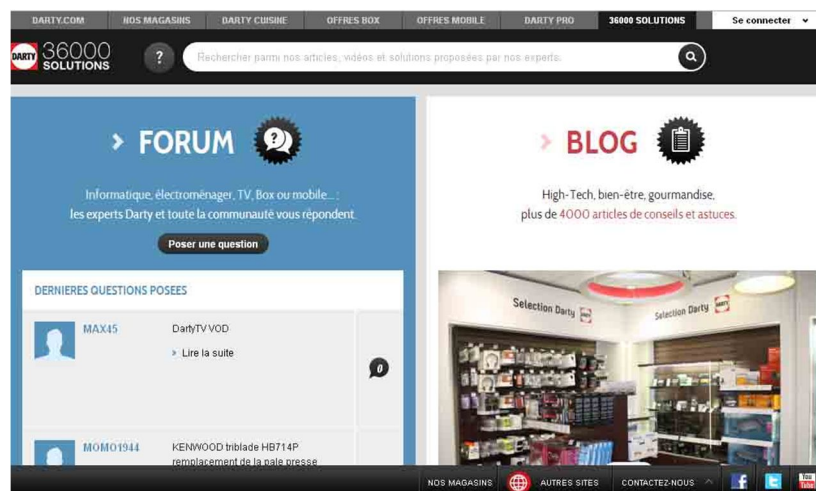 DARTY.COM NOS MAGASINS DARTY CUISINE OFFRES BOX OFFRES MOBILE DARTY PRO 36000 SOLUTIONS Se connecter
DARTY 36000 SOLUTIONS
? Rechercher parmi nos articles, vidéos et solutions proposées par nos experts.
FORUM
Informatique, électroménager, TV, Box ou mobile... :
les experts Darty et toute la communauté vous répondent.
Poser une question
DERNIERES QUESTIONS POSEES
MAX45 DartyTV VOD
Lire la suite
0
MOMO1944 KENWOOD triblade HB714P
remplacement de la pale presse
BLOG
High-Tech, bien-être, gourmandise,
plus de 4000 articles de conseils et astuces.
Selection Darty DARTY
Selection Darty DARTY
NOS MAGASINS AUTRES SITES CONTACTEZ-NOUS f t You Tube